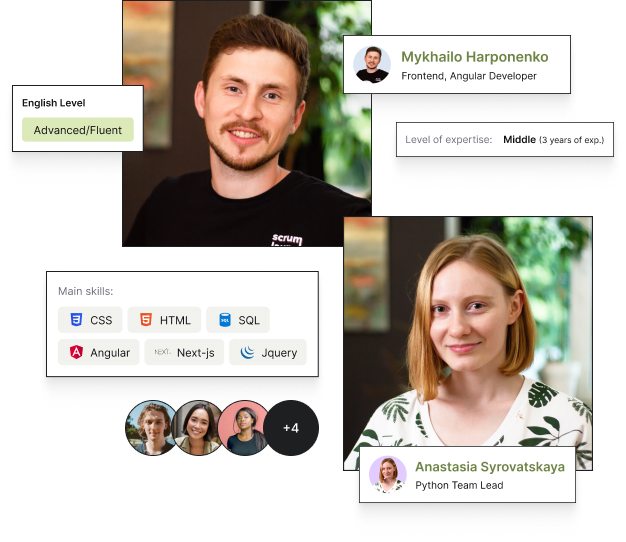 Mykhailo Harponenko
Frontend, Angular Developer
English Level
Advanced/Fluent
Level of expertise: Middle (3 years of exp.)
scrum
Main skills:
CSS HTML SQL
Angular NEXT. Next-js Jquery
+4
Anastasia Syrovatskaya
Python Team Lead